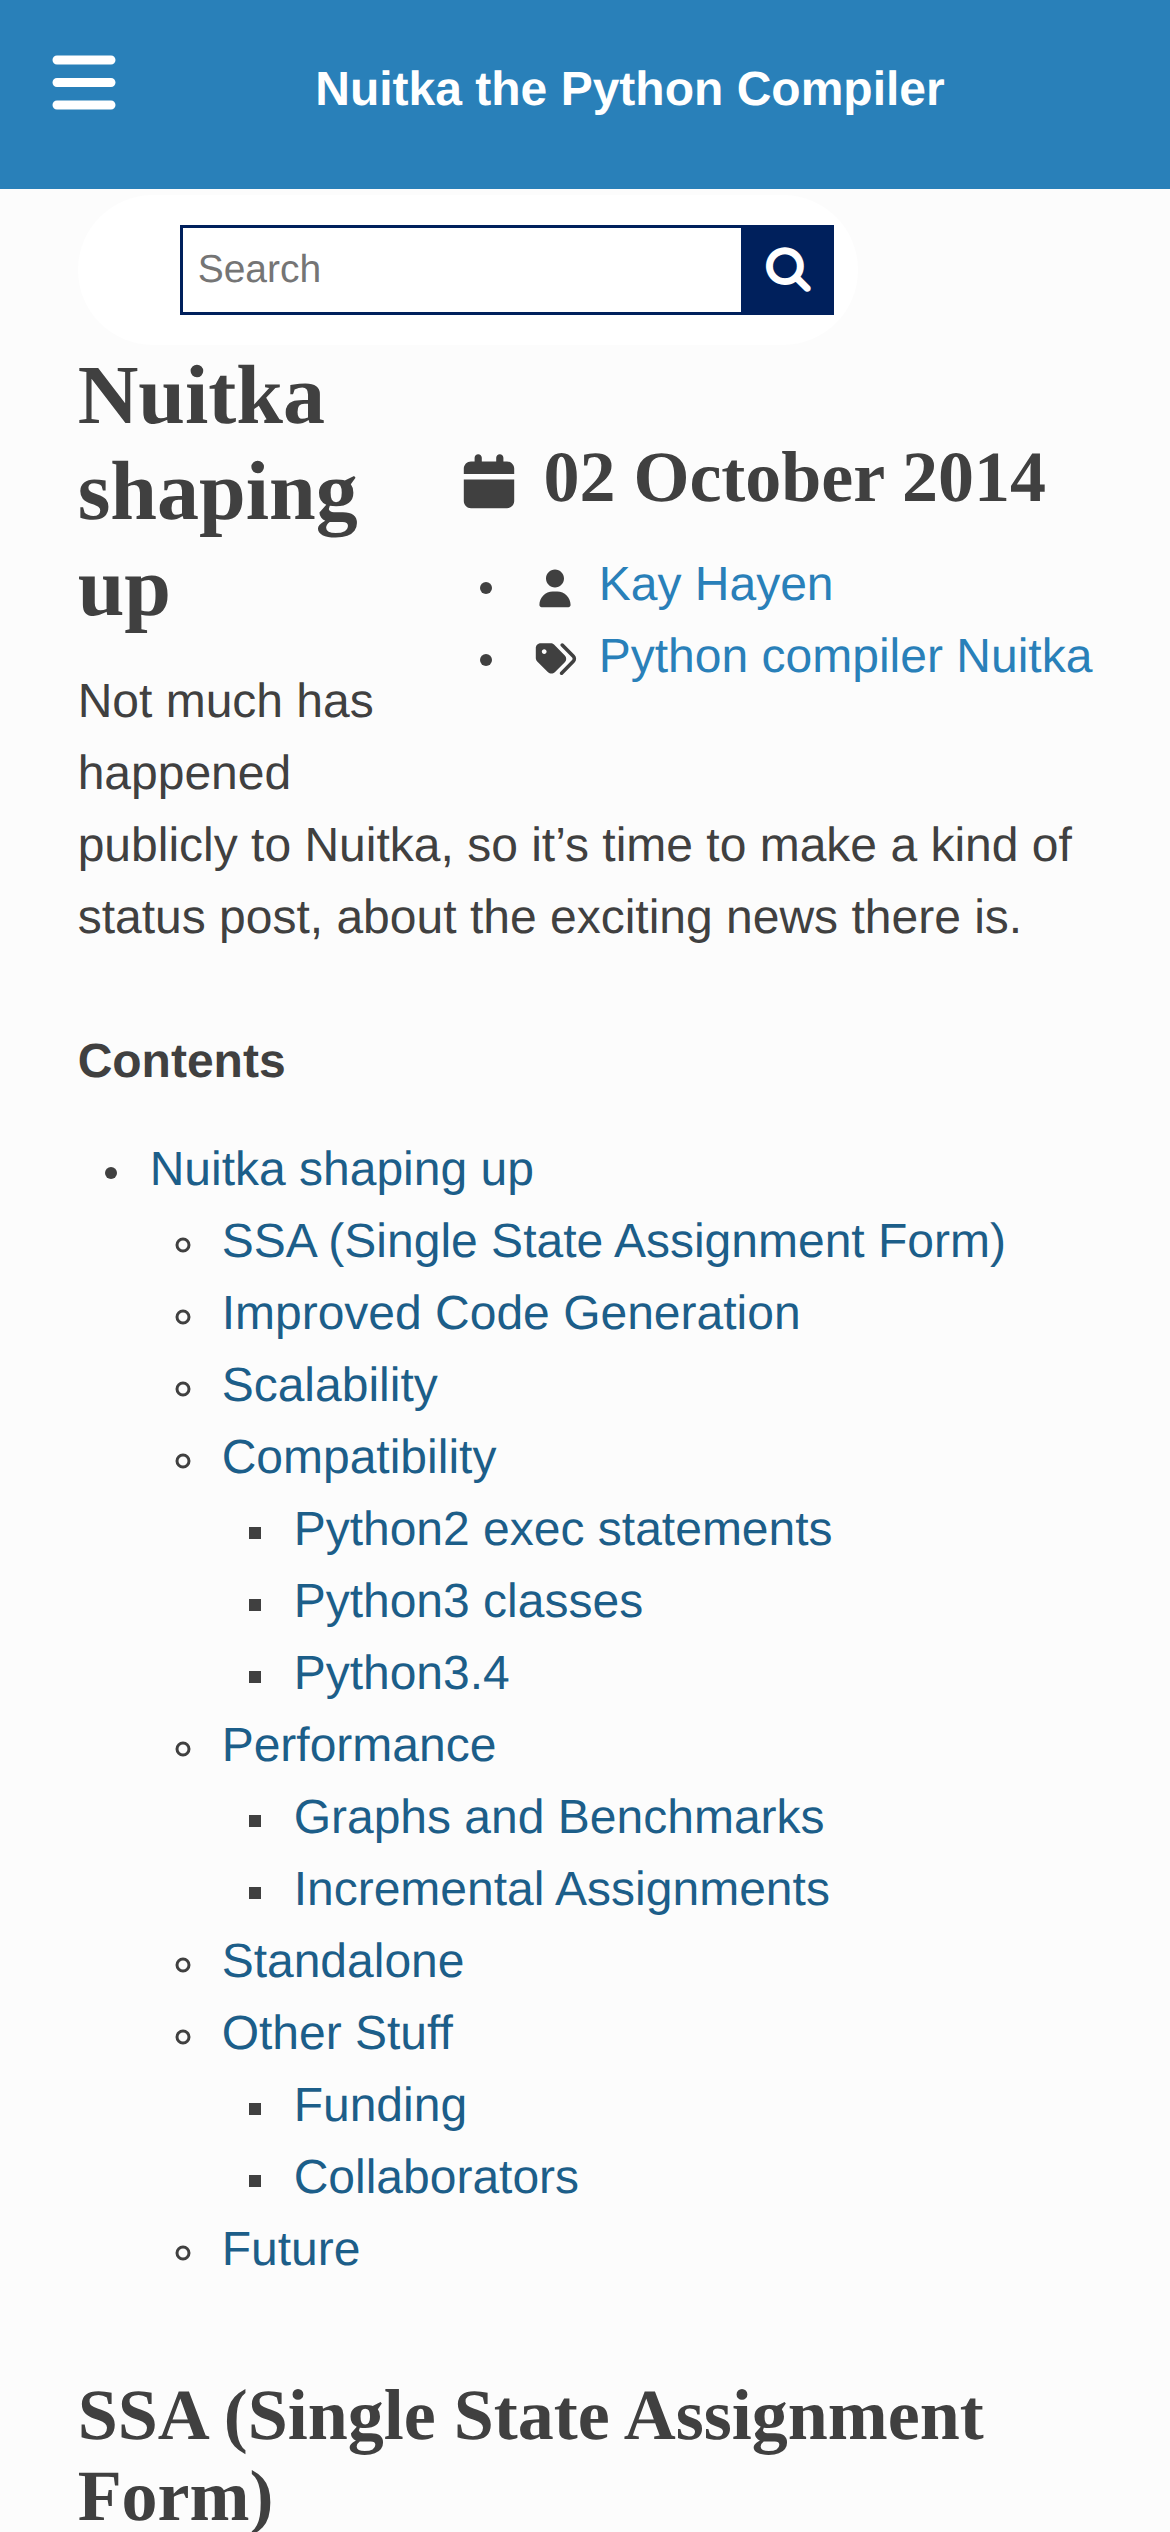 Nuitka the Python Compiler
Search
Nuitka
shaping
up
02 October 2014
Kay Hayen
Python compiler Nuitka
Not much has
happened
publicly to Nuitka, so it’s time to make a kind of
status post, about the exciting news there is.
Contents
Nuitka shaping up
SSA (Single State Assignment Form)
Improved Code Generation
Scalability
Compatibility
Python2 exec statements
Python3 classes
Python3.4
Performance
Graphs and Benchmarks
Incremental Assignments
Standalone
Other Stuff
Funding
Collaborators
Future
SSA (Single State Assignment
Form)